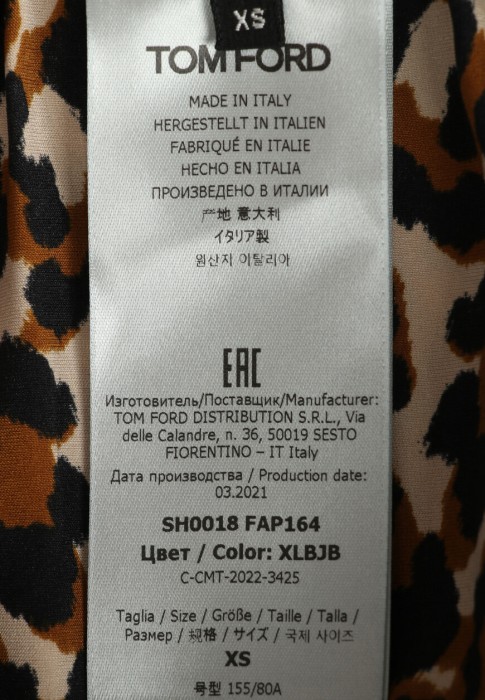 XS
TOM FORD
MADE IN ITALY
HERGESTELLT IN ITALIEN
FABRIQUÉ EN ITALIE
HECHO EN ITALIA
ПРОИЗВЕДЕНО В ИТАЛИИ
产地 意大利
イタリア製
원산지 이탈리아
EAC
Изготовитель/Поставщик/Manufacturer:
TOM FORD DISTRIBUTION S.R.L., Via
delle Calandre, n. 36, 50019 SESTO
FIORENTINO – IT Italy
Дата производства / Production date:
03.2021
SH0018 FAP164
Цвет / Color: XLBJB
C-CMT-2022-3425
Taglia / Size / Größe / Taille / Talla /
Размер / 规格 / サイズ / 국제 사이즈
XS
号型 155/80A